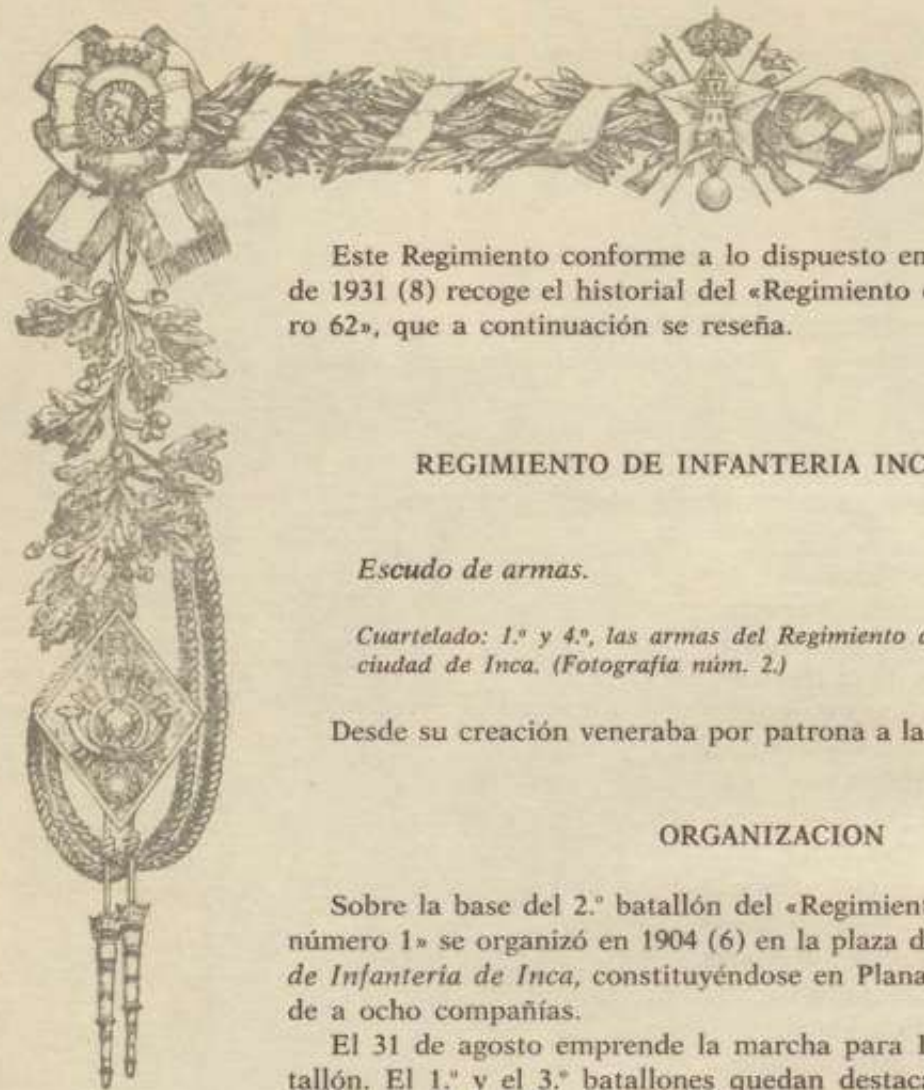 Este Regimiento conforme a lo dispuesto en
de 1931 (8) recoge el historial del «Regimiento
ro 62», que a continuación se reseña.
REGIMIENTO DE INFANTERIA INC
Escudo de armas.
Cuartelado: 1.º y 4.º, las armas del Regimiento
ciudad de Inca. (Fotografía núm. 2.)
Desde su creación veneraba por patrona a la
ORGANIZACION
Sobre la base del 2.º batallón del «Regimient
número 1» se organizó en 1904 (6) en la plaza d
de Infantería de Inca, constituyéndose en Plana
de a ocho compañías.
El 31 de agosto emprende la marcha para
tallón. El 1.º y el 3.º batallones quedan destac